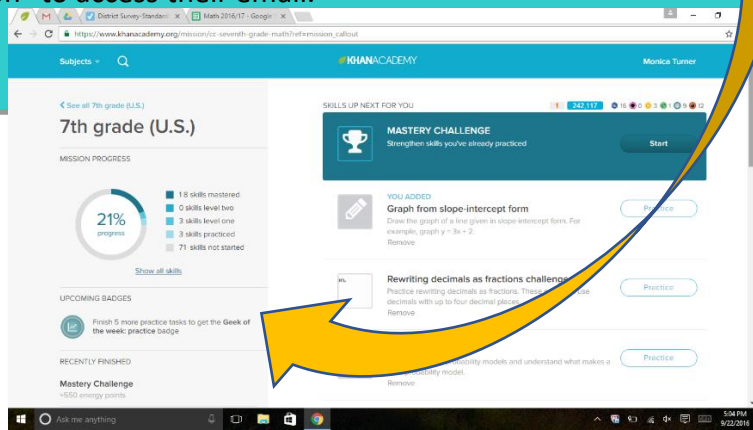 to access their email
District Survey-Standard
Math 2016/17 - Google
https://www.khanacademy.org/mission/cc-seventh-grade-math?ref=mission_callout
Subjects
KHANACADEMY
Monica Turner
See all 7th grade (U.S.)
7th grade (U.S.)
MISSION PROGRESS
21%
progress
18 skills mastered
0 skills level two
3 skills level one
3 skills practiced
71 skills not started
Show all skills
UPCOMING BADGES
Finish 5 more practice tasks to get the Geek of
the week: practice badge
RECENTLY FINISHED
Mastery Challenge
+550 energy points
SKILLS UP NEXT FOR YOU
1 242,117 16 0 3 1 9 12
MASTERY CHALLENGE
Strengthen skills you've already practiced
Start
YOU ADDED
Graph from slope-intercept form
Draw the graph of a line given in slope-intercept form. For
example, graph y = 3x + 2.
Remove
Practice
Rewriting decimals as fractions challenge
Practice rewriting decimals as fractions. These use
decimals with up to four decimal places.
Remove
Practice
models and understand what makes a
model.
Remove
Practice
Ask me anything
5:04 PM
9/22/2016